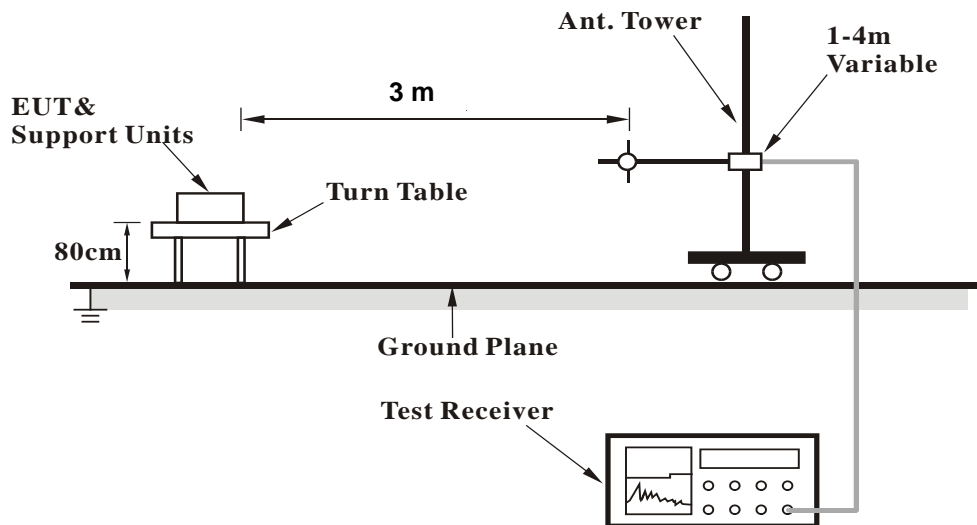 Ant. Tower
1-4m
Variable
3 m
EUT&
Support Units
Turn Table
80cm
Ground Plane
Test Receiver